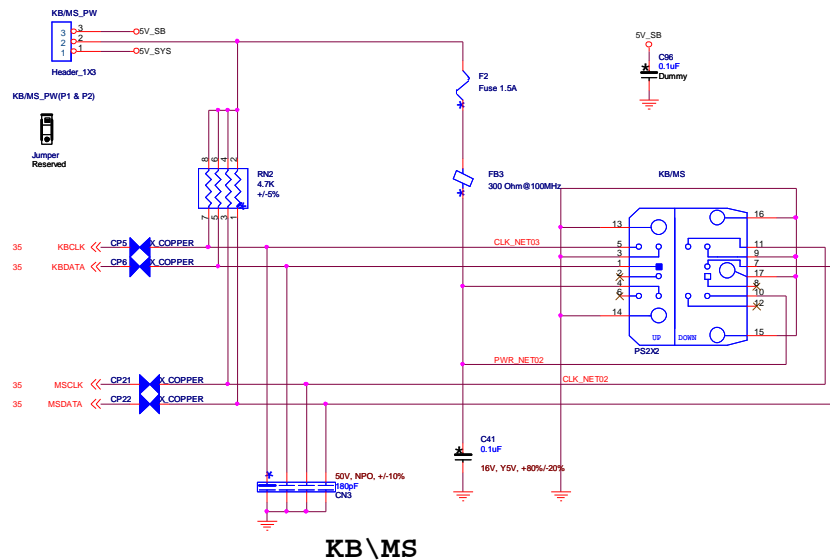 KB/MS_PW
3
2
1
3
2
1
5V_SB
5V_SYS
Header_1X3
KB/MS_PW(P1 & P2)
Jumper
Reserved
5V_SB
C96
0.1uF
Dummy
F2
Fuse 1.5A
8
6
4
2
RN2
4.7K
+/-5%
7
5
3
1
FB3
300 Ohm@100MHz
KB/MS
13
5
3
1
2
4
6
14
16
11
9
7
17
8
10
12
15
UP
DOWN
PS2X2
35
KBCLK
CP5
X_COPPER
CLK_NET03
35
KBDATA
CP6
X_COPPER
PWR_NET02
35
MSCLK
CP21
X_COPPER
CLK_NET02
35
MSDATA
CP22
X_COPPER
C41
0.1uF
16V, Y5V, +80%/-20%
50V, NPO, +/-10%
180pF
CN3
KB\MS